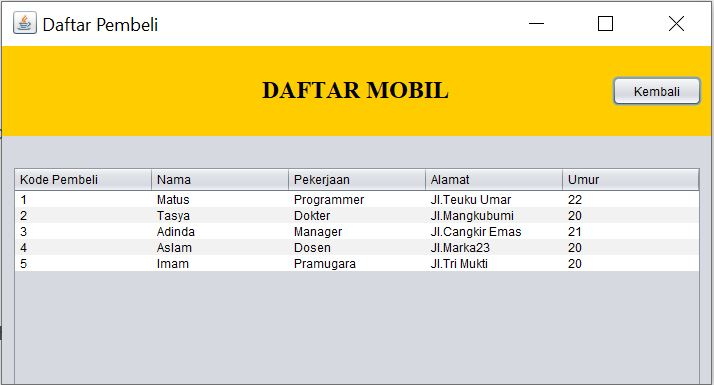 Daftar Pembeli
DAFTAR MOBIL
Kembali
Kode Pembeli Nama Pekerjaan Alamat Umur
1 Matus Programmer Jl.Teuku Umar 22
2 Tasya Dokter Jl.Mangkubumi 20
3 Adinda Manager Jl.Cangkir Emas 21
4 Aslam Dosen Jl.Marka23 20
5 Imam Pramugara Jl.Tri Mukti 20